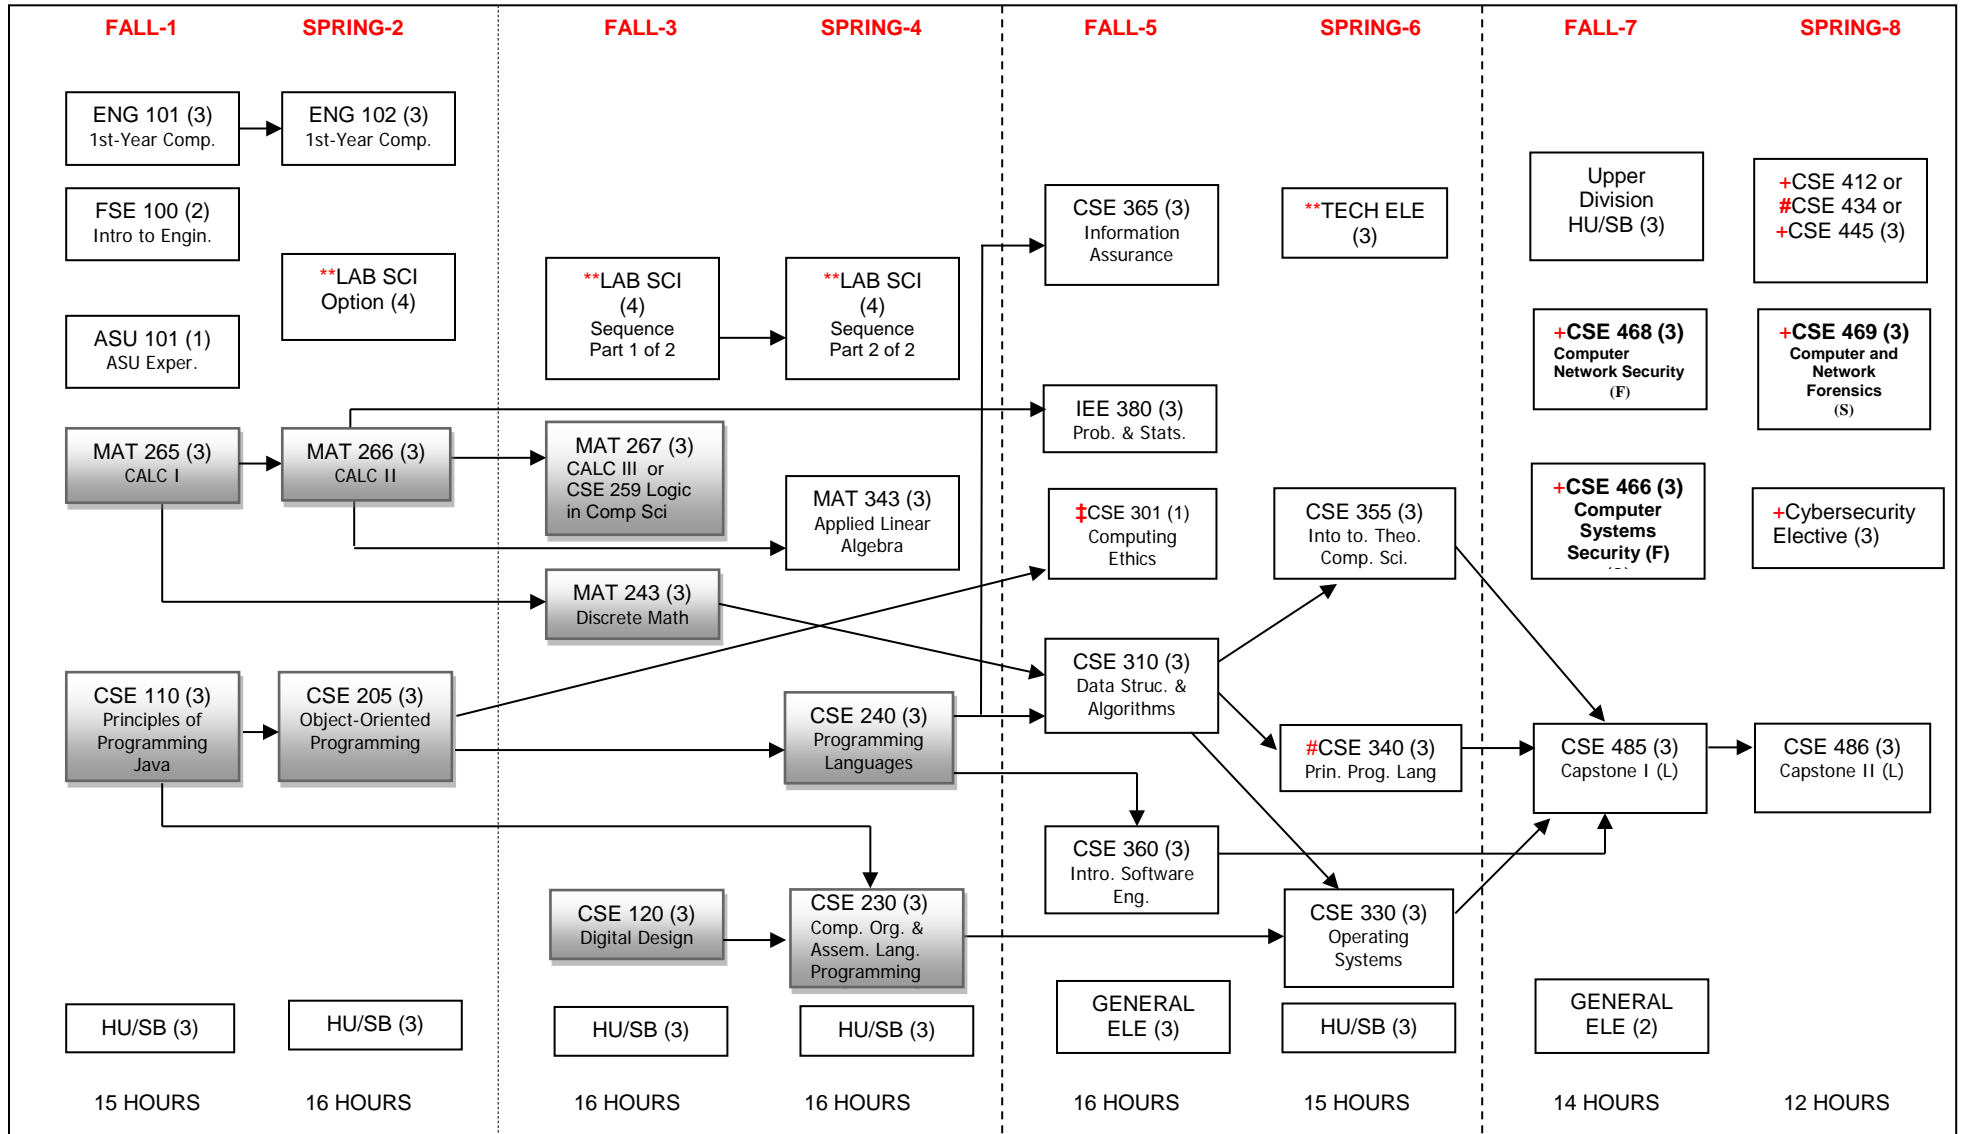 FALL-1
SPRING-2
FALL-3
SPRING-4
FALL-5
SPRING-6
FALL-7
SPRING-8
ENG 101 (3)
1st-Year Comp.
FSE 100 (2)
Intro to Engin.
ASU 101 (1)
ASU Exper.
MAT 265 (3)
CALC I
CSE 110 (3)
Principles of
Programming
Java
HU/SB (3)
15 HOURS
ENG 102 (3)
1st-Year Comp.
**LAB SCI
Option (4)
MAT 266 (3)
CALC II
CSE 205 (3)
Object-Oriented
Programming
HU/SB (3)
16 HOURS
**LAB SCI
(4)
Sequence
Part 1 of 2
MAT 267 (3)
CALC III or
CSE 259 Logic
in Comp Sci
MAT 243 (3)
Discrete Math
CSE 120 (3)
Digital Design
HU/SB (3)
16 HOURS
**LAB SCI
(4)
Sequence
Part 2 of 2
MAT 343 (3)
Applied Linear
Algebra
CSE 240 (3)
Programming
Languages
CSE 230 (3)
Comp. Org. &
Assem. Lang.
Programming
HU/SB (3)
16 HOURS
CSE 365 (3)
Information
Assurance
IEE 380 (3)
Prob. & Stats.
‡CSE 301 (1)
Computing
Ethics
CSE 310 (3)
Data Struc. &
Algorithms
CSE 360 (3)
Intro. Software
Eng.
GENERAL
ELE (3)
16 HOURS
**TECH ELE
(3)
CSE 355 (3)
Into to. Theo.
Comp. Sci.
#CSE 340 (3)
Prin. Prog. Lang
CSE 330 (3)
Operating
Systems
HU/SB (3)
15 HOURS
Upper
Division
HU/SB (3)
+CSE 468 (3)
Computer
Network Security
(F)
+CSE 466 (3)
Computer
Systems
Security (F)
CSE 485 (3)
Capstone I (L)
GENERAL
ELE (2)
14 HOURS
+CSE 412 or
#CSE 434 or
+CSE 445 (3)
+CSE 469 (3)
Computer and
Network
Forensics
(S)
+Cybersecurity
Elective (3)
CSE 486 (3)
Capstone II (L)
12 HOURS